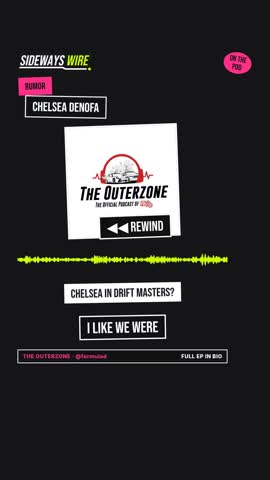 SIDEWAYS WIRE.
ON THE
POD
RUMOR
CHELSEA DENOFA
THE OUTERZONE
THE OFFICIAL PODCAST OF
REWIND
CHELSEA IN DRIFT MASTERS?
I LIKE WE WERE
THE OUTERZONE · @formulad
FULL EP IN BIO